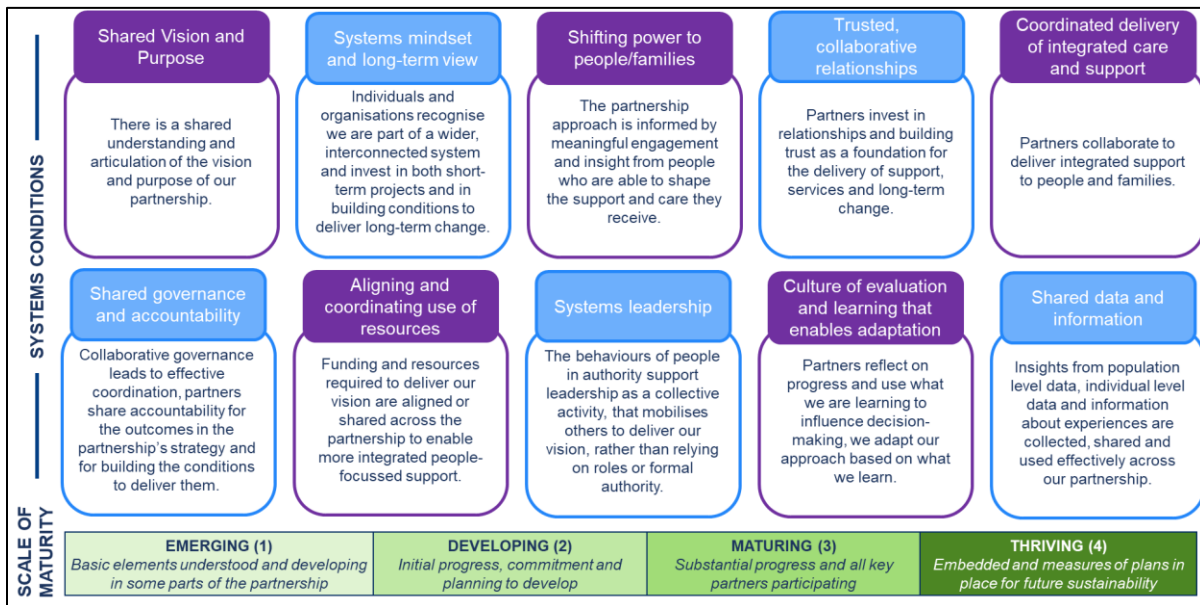 SYSTEMS CONDITIONS
Shared Vision and
Purpose
There is a shared
understanding and
articulation of the vision
and purpose of our
partnership.
Systems mindset
and long-term view
Individuals and
organisations recognise
we are part of a wider,
interconnected system
and invest in both short-
term projects and in
building conditions to
deliver long-term change.
Shifting power to
people/families
The partnership
approach is informed by
meaningful engagement
and insight from people
who are able to shape
the support and care they
receive.
Trusted,
collaborative
relationships
Partners invest in
relationships and building
trust as a foundation for
the delivery of support,
services and long-term
change.
Coordinated delivery
of integrated care
and support
Partners collaborate to
deliver integrated support
to people and families.
Shared governance
and accountability
Collaborative governance
leads to effective
coordination, partners
share accountability for
the outcomes in the
partnership's strategy and
for building the conditions
to deliver them.
Aligning and
coordinating use of
resources
Funding and resources
required to deliver our
vision are aligned or
shared across the
partnership to enable
more integrated people-
focussed support.
Systems leadership
The behaviours of people
in authority support
leadership as a collective
activity, that mobilises
others to deliver our
vision, rather than relying
on roles or formal
authority.
Culture of evaluation
and learning that
enables adaptation
Partners reflect on
progress and use what
we are learning to
influence decision-
making, we adapt our
approach based on what
we learn.
Shared data and
information
Insights from population
level data, individual level
data and information
about experiences are
collected, shared and
used effectively across
our partnership.
SCALE OF
MATURITY
EMERGING (1)
Basic elements understood and developing
in some parts of the partnership
DEVELOPING (2)
Initial progress, commitment and
planning to develop
MATURING (3)
Substantial progress and all key
partners participating
THRIVING (4)
Embedded and measures of plans in
place for future sustainability